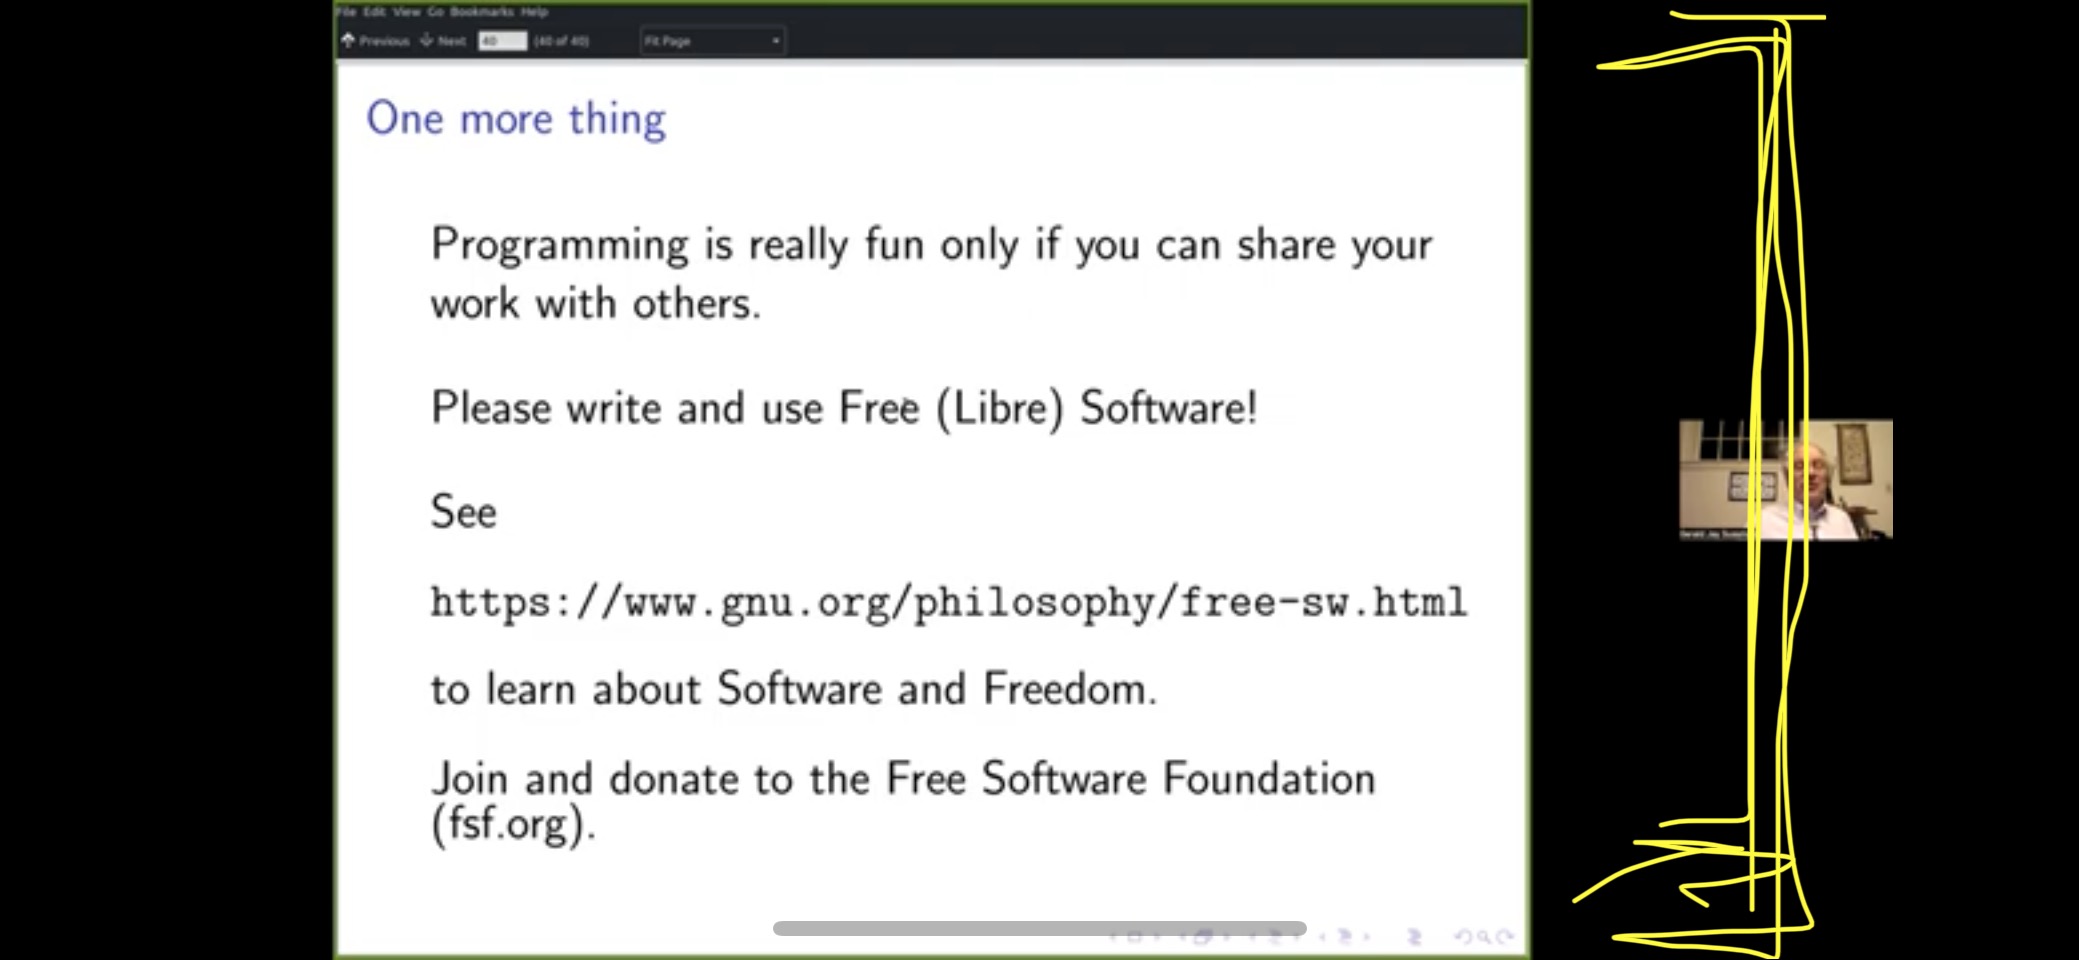 File Edit View Go Bookmarks Help
Previous Next 40 (40 of 40) Fit Page
One more thing
Programming is really fun only if you can share your
work with others.
Please write and use Free (Libre) Software!
See
https://www.gnu.org/philosophy/free-sw.html
to learn about Software and Freedom.
Join and donate to the Free Software Foundation
(fsf.org).